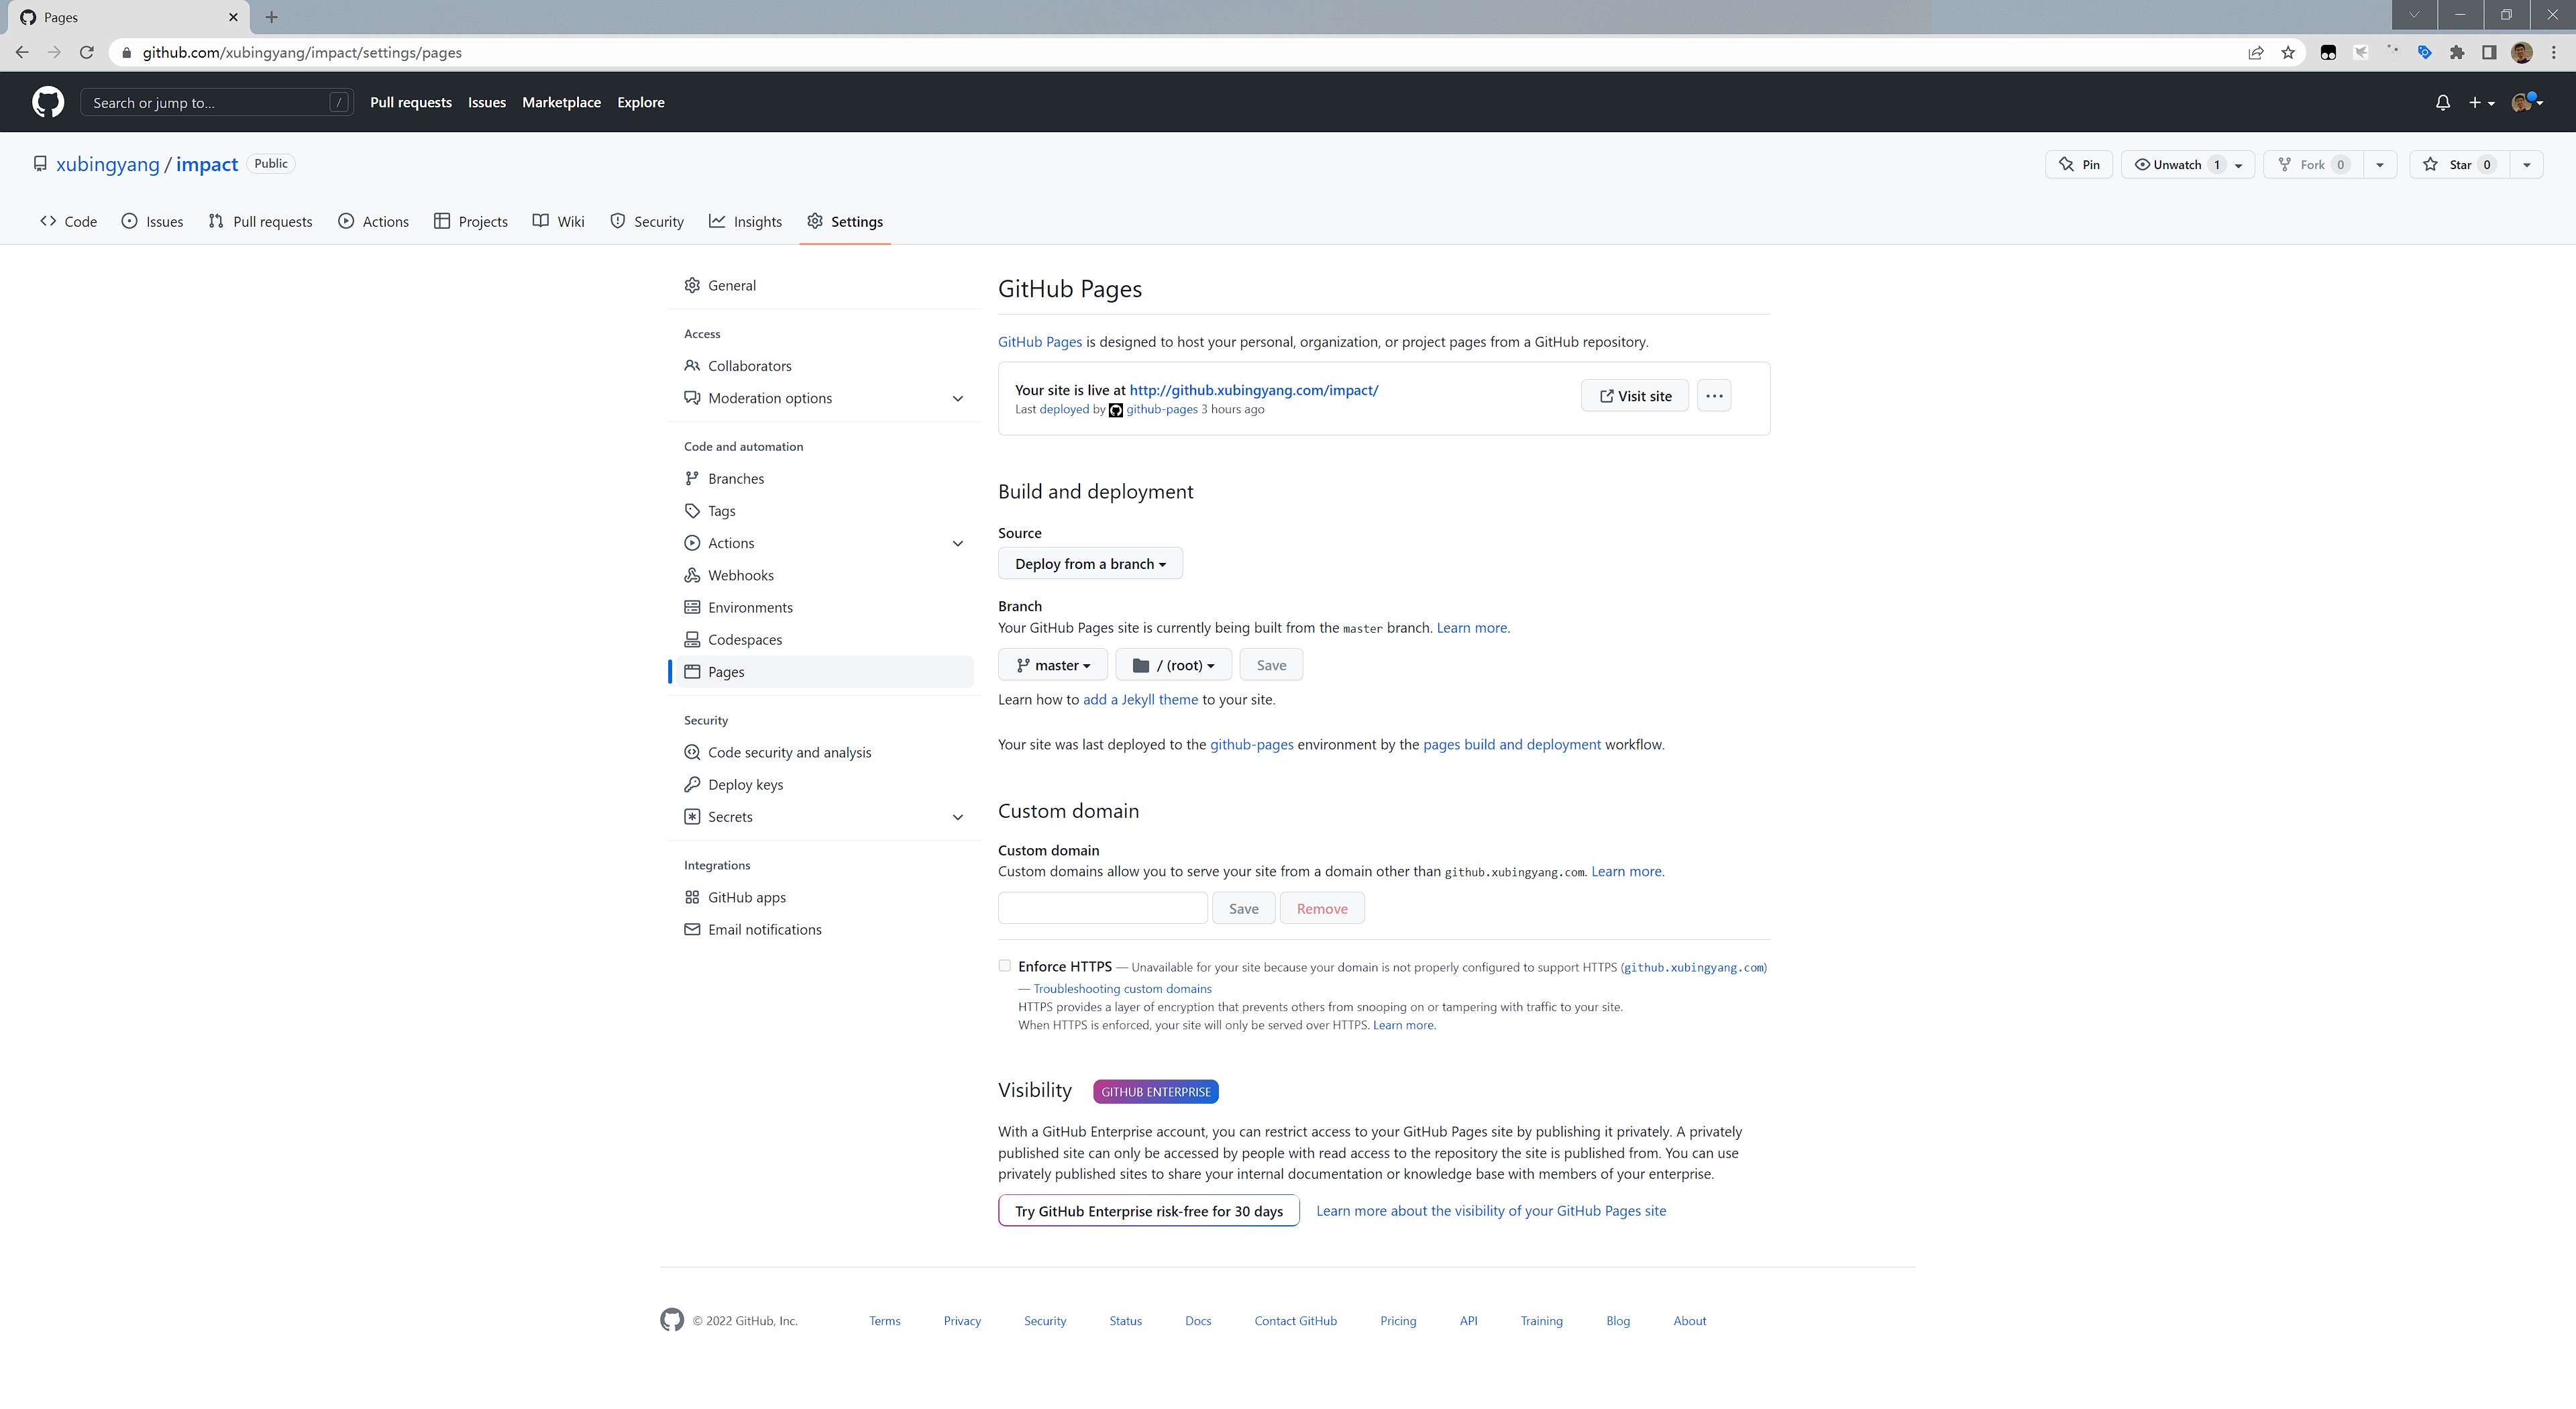 Pages
github.com/xubingyang/impact/settings/pages
Search or jump to... /
Pull requests Issues Marketplace Explore
xubingyang / impact Public
Pin Unwatch 1 Fork 0 Star 0
Code Issues Pull requests Actions Projects Wiki Security Insights Settings
General
Access
Collaborators
Moderation options
Code and automation
Branches
Tags
Actions
Webhooks
Environments
Codespaces
Pages
Security
Code security and analysis
Deploy keys
Secrets
Integrations
GitHub apps
Email notifications
GitHub Pages
GitHub Pages is designed to host your personal, organization, or project pages from a GitHub repository.
Your site is live at http://github.xubingyang.com/impact/
Last deployed by github-pages 3 hours ago
Visit site
Build and deployment
Source
Deploy from a branch
Branch
Your GitHub Pages site is currently being built from the master branch. Learn more.
master / (root) Save
Learn how to add a Jekyll theme to your site.
Your site was last deployed to the github-pages environment by the pages build and deployment workflow.
Custom domain
Custom domain
Custom domains allow you to serve your site from a domain other than github.xubingyang.com. Learn more.
Save Remove
Enforce HTTPS — Unavailable for your site because your domain is not properly configured to support HTTPS (github.xubingyang.com)
— Troubleshooting custom domains
HTTPS provides a layer of encryption that prevents others from snooping on or tampering with traffic to your site.
When HTTPS is enforced, your site will only be served over HTTPS. Learn more.
Visibility GITHUB ENTERPRISE
With a GitHub Enterprise account, you can restrict access to your GitHub Pages site by publishing it privately. A privately
published site can only be accessed by people with read access to the repository the site is published from. You can use
privately published sites to share your internal documentation or knowledge base with members of your enterprise.
Try GitHub Enterprise risk-free for 30 days Learn more about the visibility of your GitHub Pages site
© 2022 GitHub, Inc. Terms Privacy Security Status Docs Contact GitHub Pricing API Training Blog About